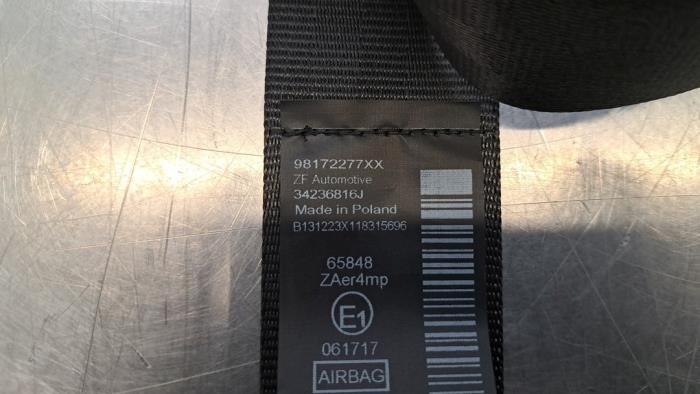 98172277XX
ZF Automotive
34236816J
Made in Poland
B131223X118315696
65848
ZAer4mp
E1
061717
AIRBAG